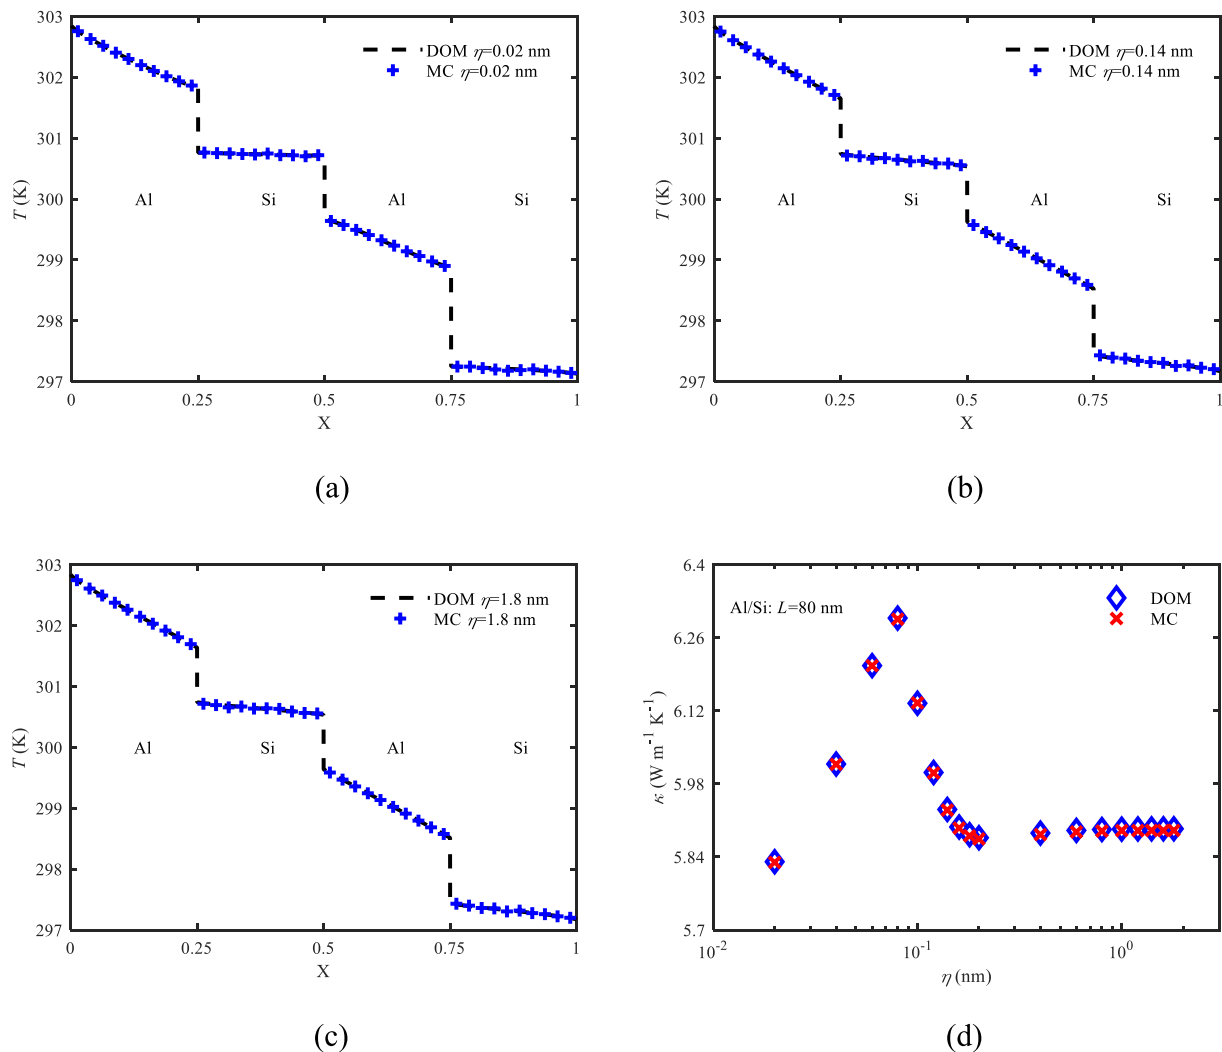 303
302
301
300
299
298
297
T (K)
DOM η=0.02 nm
MC η=0.02 nm
Al
Si
Al
Si
0
0.25
0.5
0.75
1
X
(a)
303
302
301
300
299
298
297
T (K)
DOM η=0.14 nm
MC η=0.14 nm
Al
Si
Al
Si
0
0.25
0.5
0.75
1
X
(b)
303
302
301
300
299
298
297
T (K)
DOM η=1.8 nm
MC η=1.8 nm
Al
Si
Al
Si
0
0.25
0.5
0.75
1
X
(c)
6.4
6.26
6.12
5.98
5.84
5.7
κ (W m⁻¹ K⁻¹)
Al/Si: L=80 nm
DOM
MC
10⁻²
10⁻¹
10⁰
η (nm)
(d)